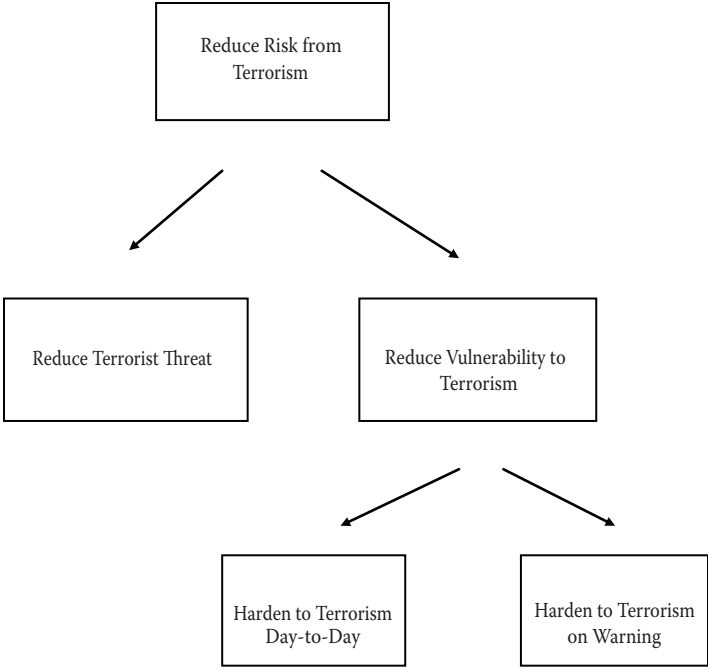 Reduce Risk from
Terrorism
Reduce Terrorist Threat
Reduce Vulnerability to
Terrorism
Harden to Terrorism
Day-to-Day
Harden to Terrorism
on Warning